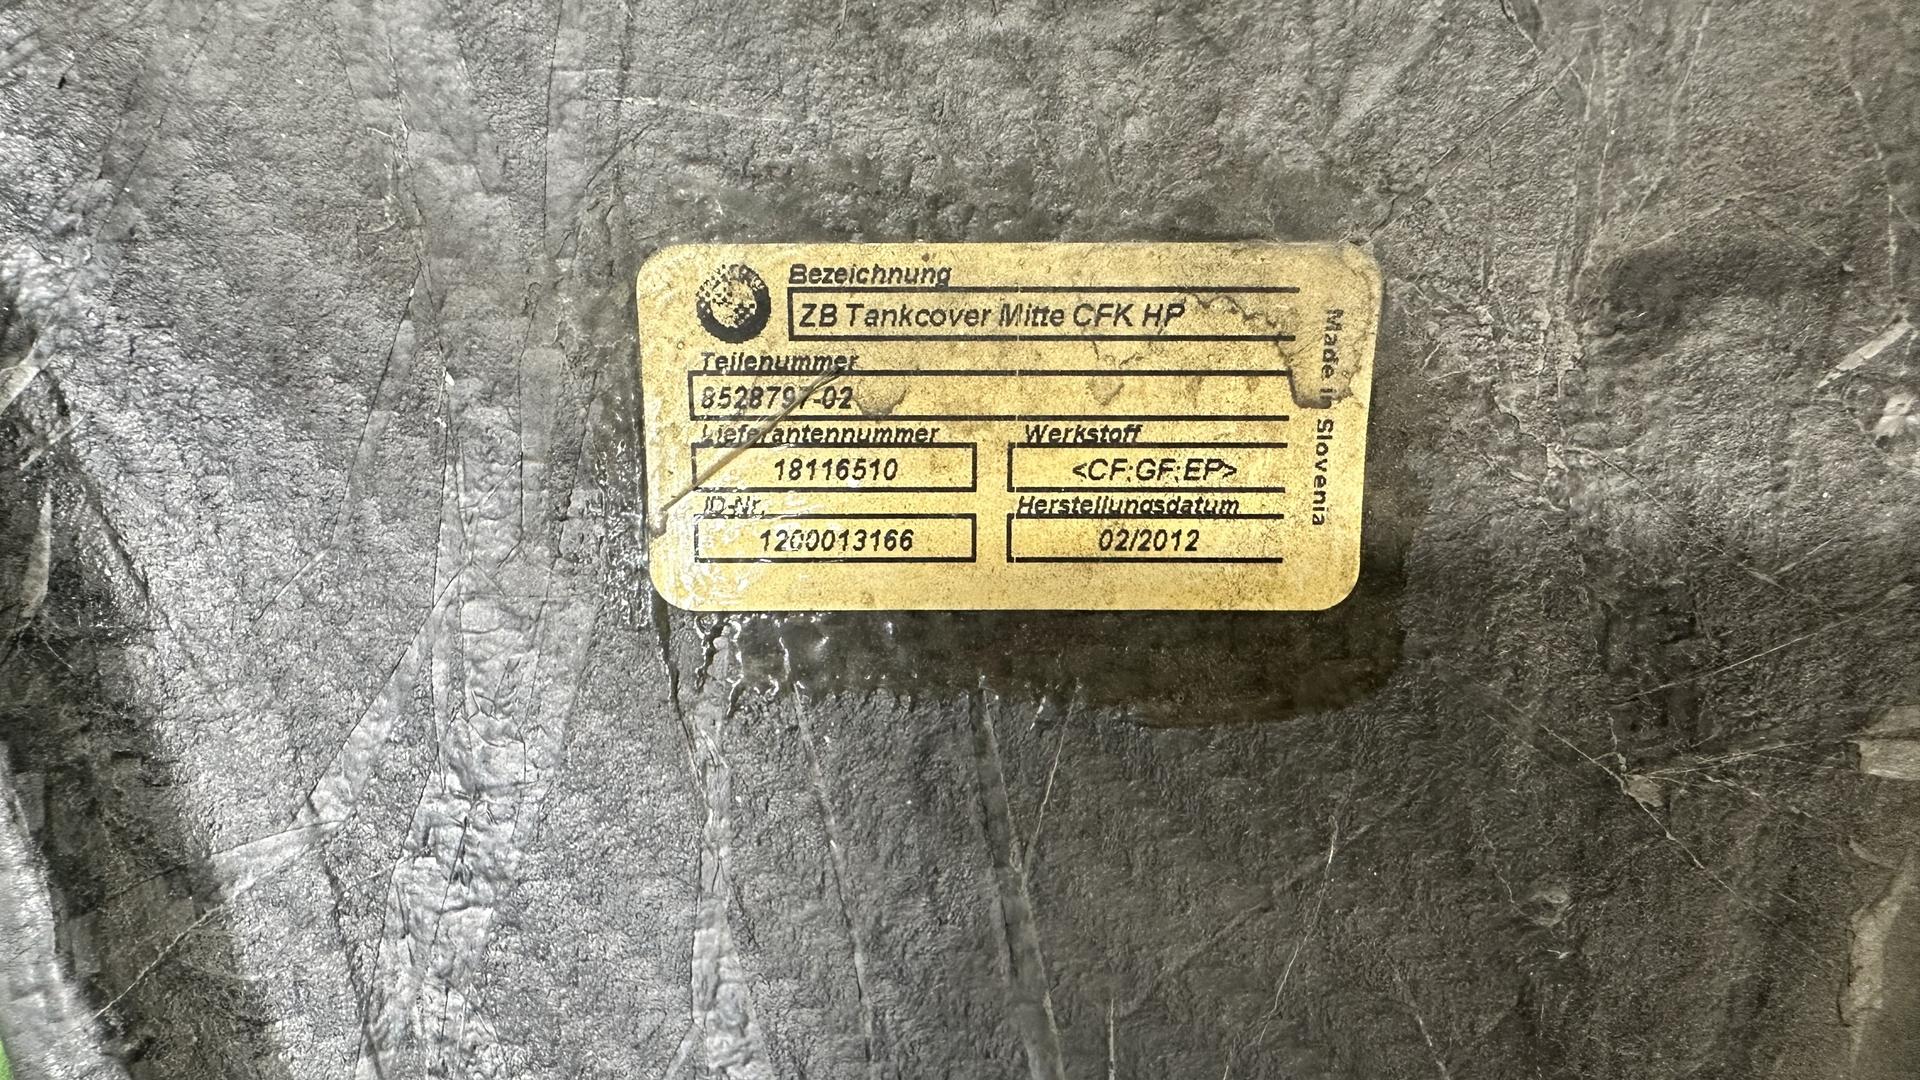 Bezeichnung
ZB Tankcover Mitte CFK HP
Teilenummer
8528797-02
Lieferantennummer
Werkstoff
18116510
<CF;GF;EP>
ID-Nr.
Herstellungsdatum
1200013166
02/2012
Made in Slovenia